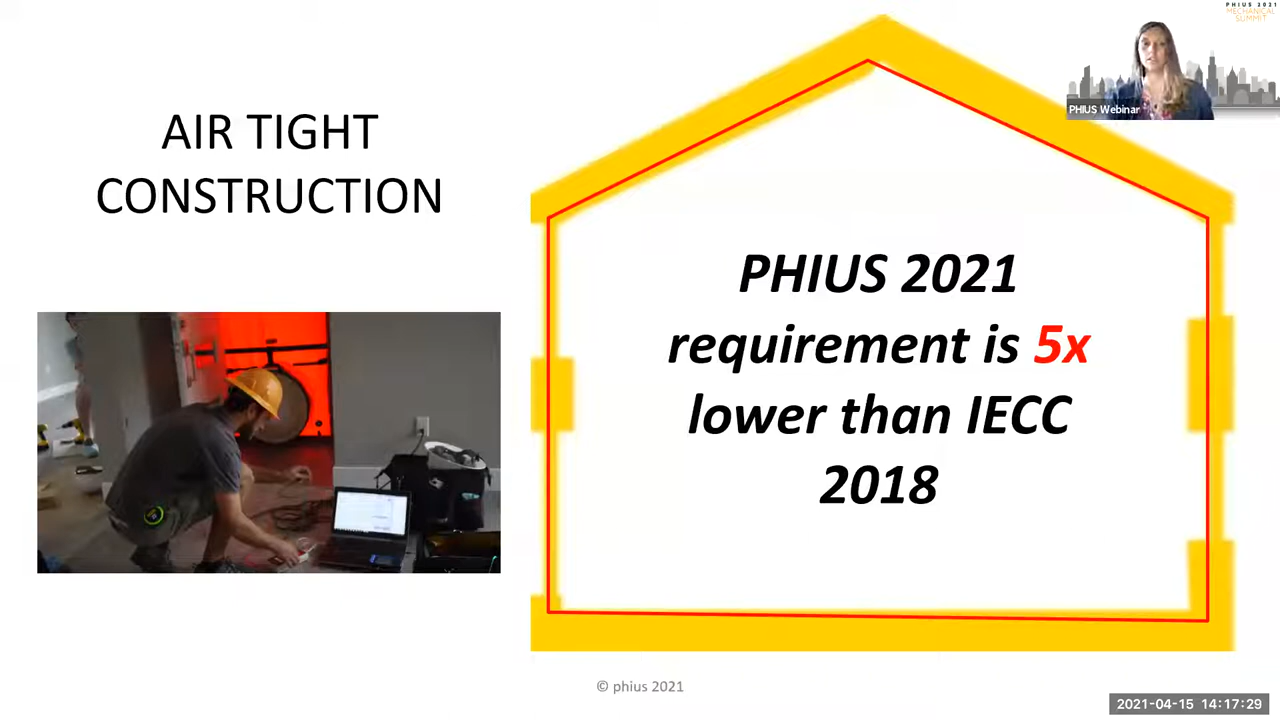 PHIUS 2021
MECHANICAL
SUMMIT
PHIUS Webinar
AIR TIGHT
CONSTRUCTION
PHIUS 2021
requirement is 5x
lower than IECC
2018
© phius 2021
2021-04-15 14:17:29